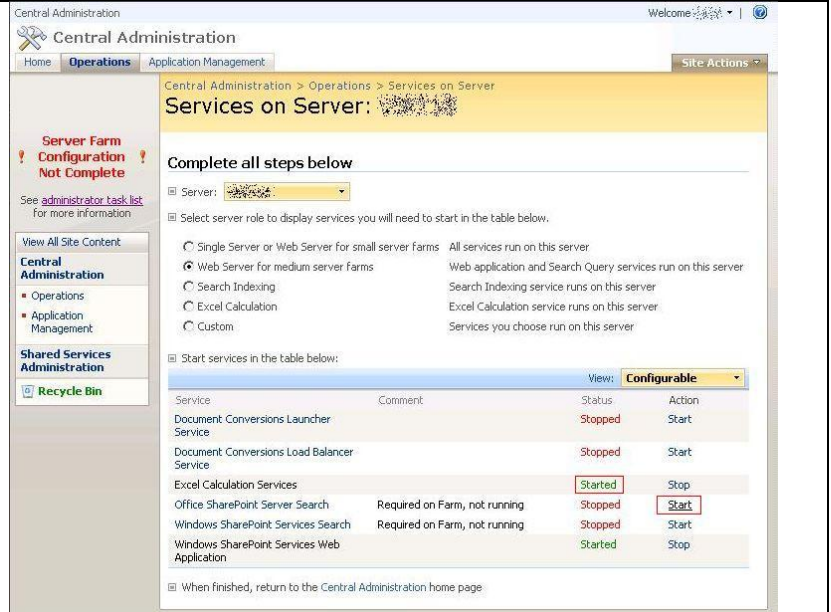 Central Administration
Welcome
Central Administration
Home Operations Application Management
Site Actions
Central Administration > Operations > Services on Server
Services on Server:
Server Farm
! Configuration !
Not Complete
See administrator task list
for more information
View All Site Content
Central
Administration
Operations
Application
Management
Shared Services
Administration
Recycle Bin
Complete all steps below
Server:
Select server role to display services you will need to start in the table below.
Single Server or Web Server for small server farms All services run on this server
Web Server for medium server farms Web application and Search Query services run on this server
Search Indexing Search Indexing service runs on this server
Excel Calculation Excel Calculation service runs on this server
Custom Services you choose run on this server
Start services in the table below:
View: Configurable
Service Comment Status Action
Document Conversions Launcher
Service Stopped Start
Document Conversions Load Balancer
Service Stopped Start
Excel Calculation Services Started Stop
Office SharePoint Server Search Required on Farm, not running Stopped Start
Windows SharePoint Services Search Required on Farm, not running Stopped Start
Windows SharePoint Services Web
Application Started Stop
When finished, return to the Central Administration home page